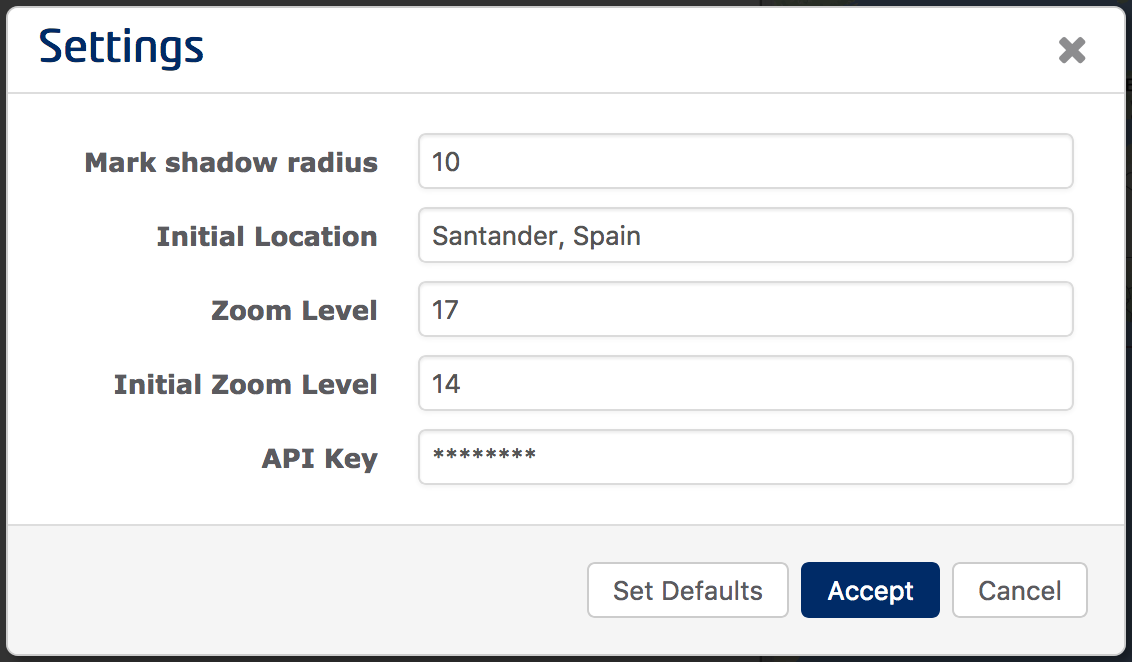 Settings
Mark shadow radius 10
Initial Location Santander, Spain
Zoom Level 17
Initial Zoom Level 14
API Key ********
Set Defaults Accept Cancel